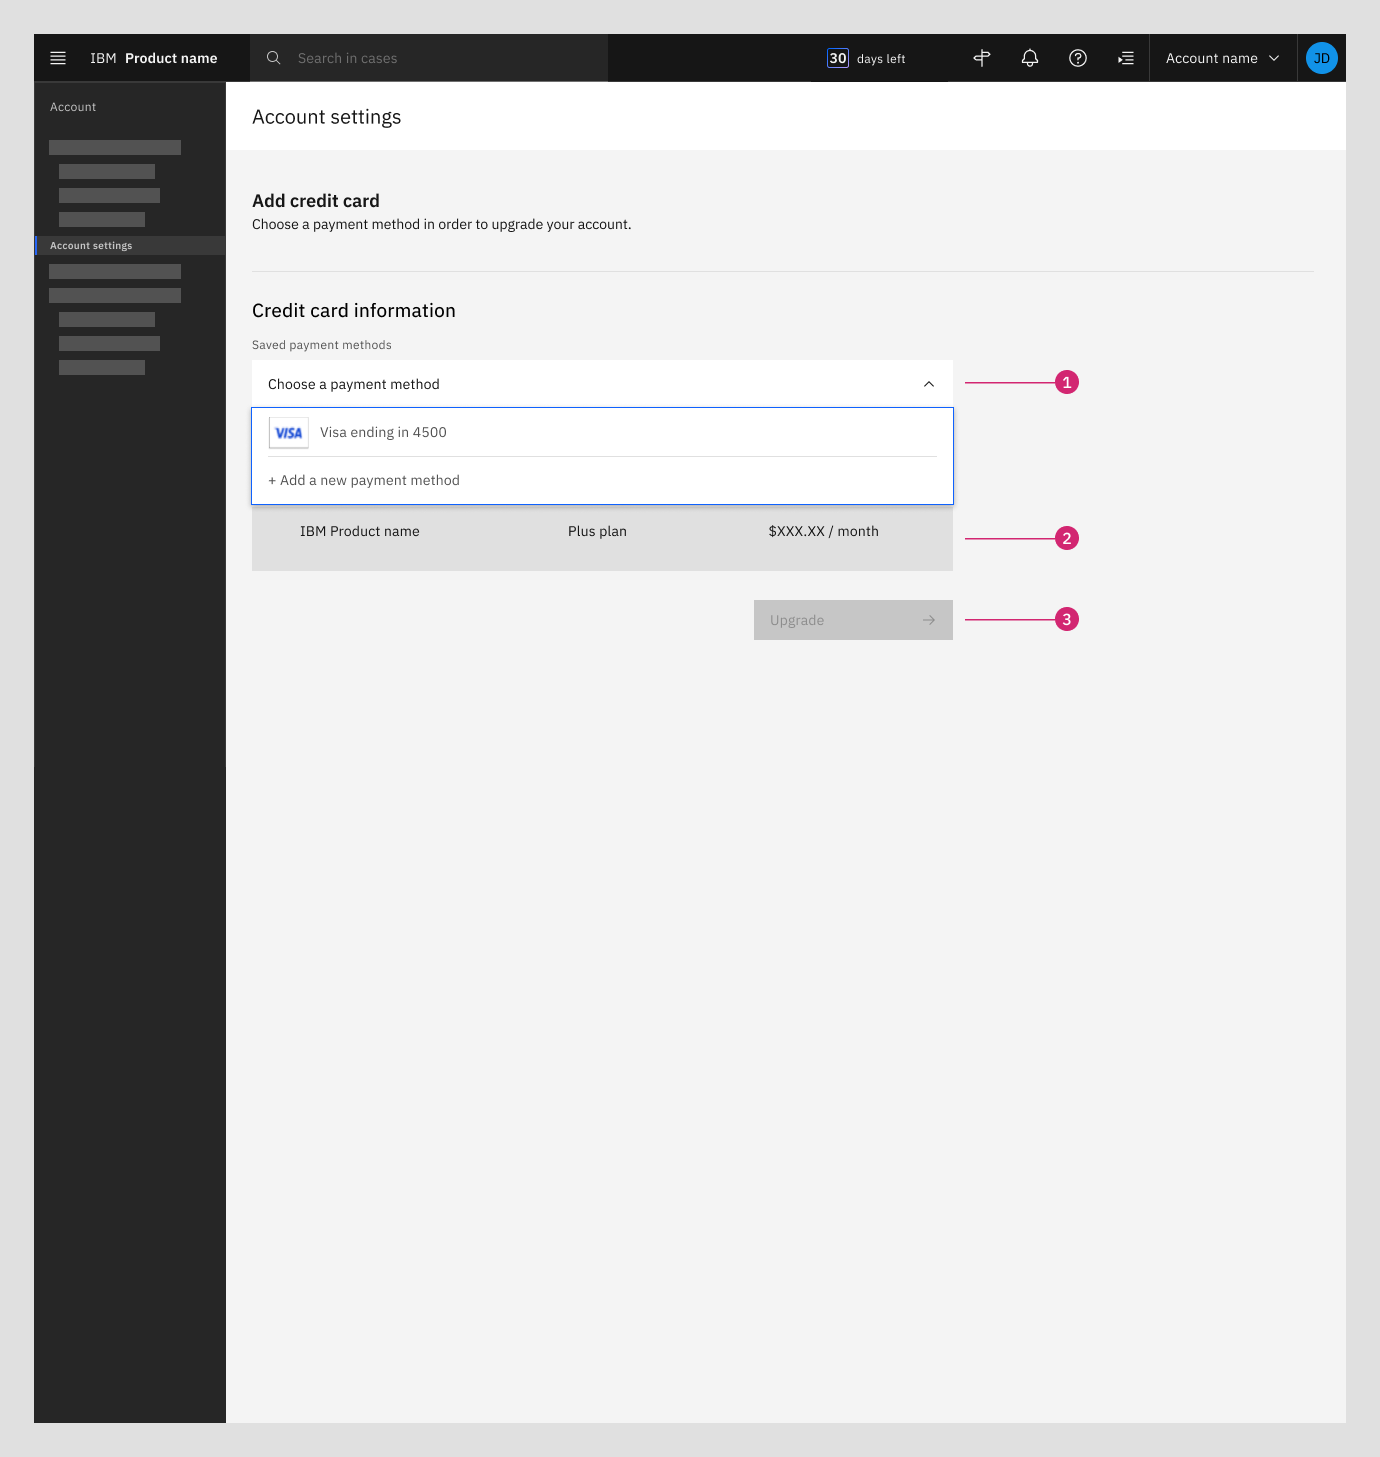 IBM Product name
Search in cases
30 days left
Account name
JD
Account
Account settings
Account settings
Add credit card
Choose a payment method in order to upgrade your account.
Credit card information
Saved payment methods
Choose a payment method
1
VISA Visa ending in 4500
+ Add a new payment method
IBM Product name Plus plan $XXX.XX / month
2
Upgrade
3